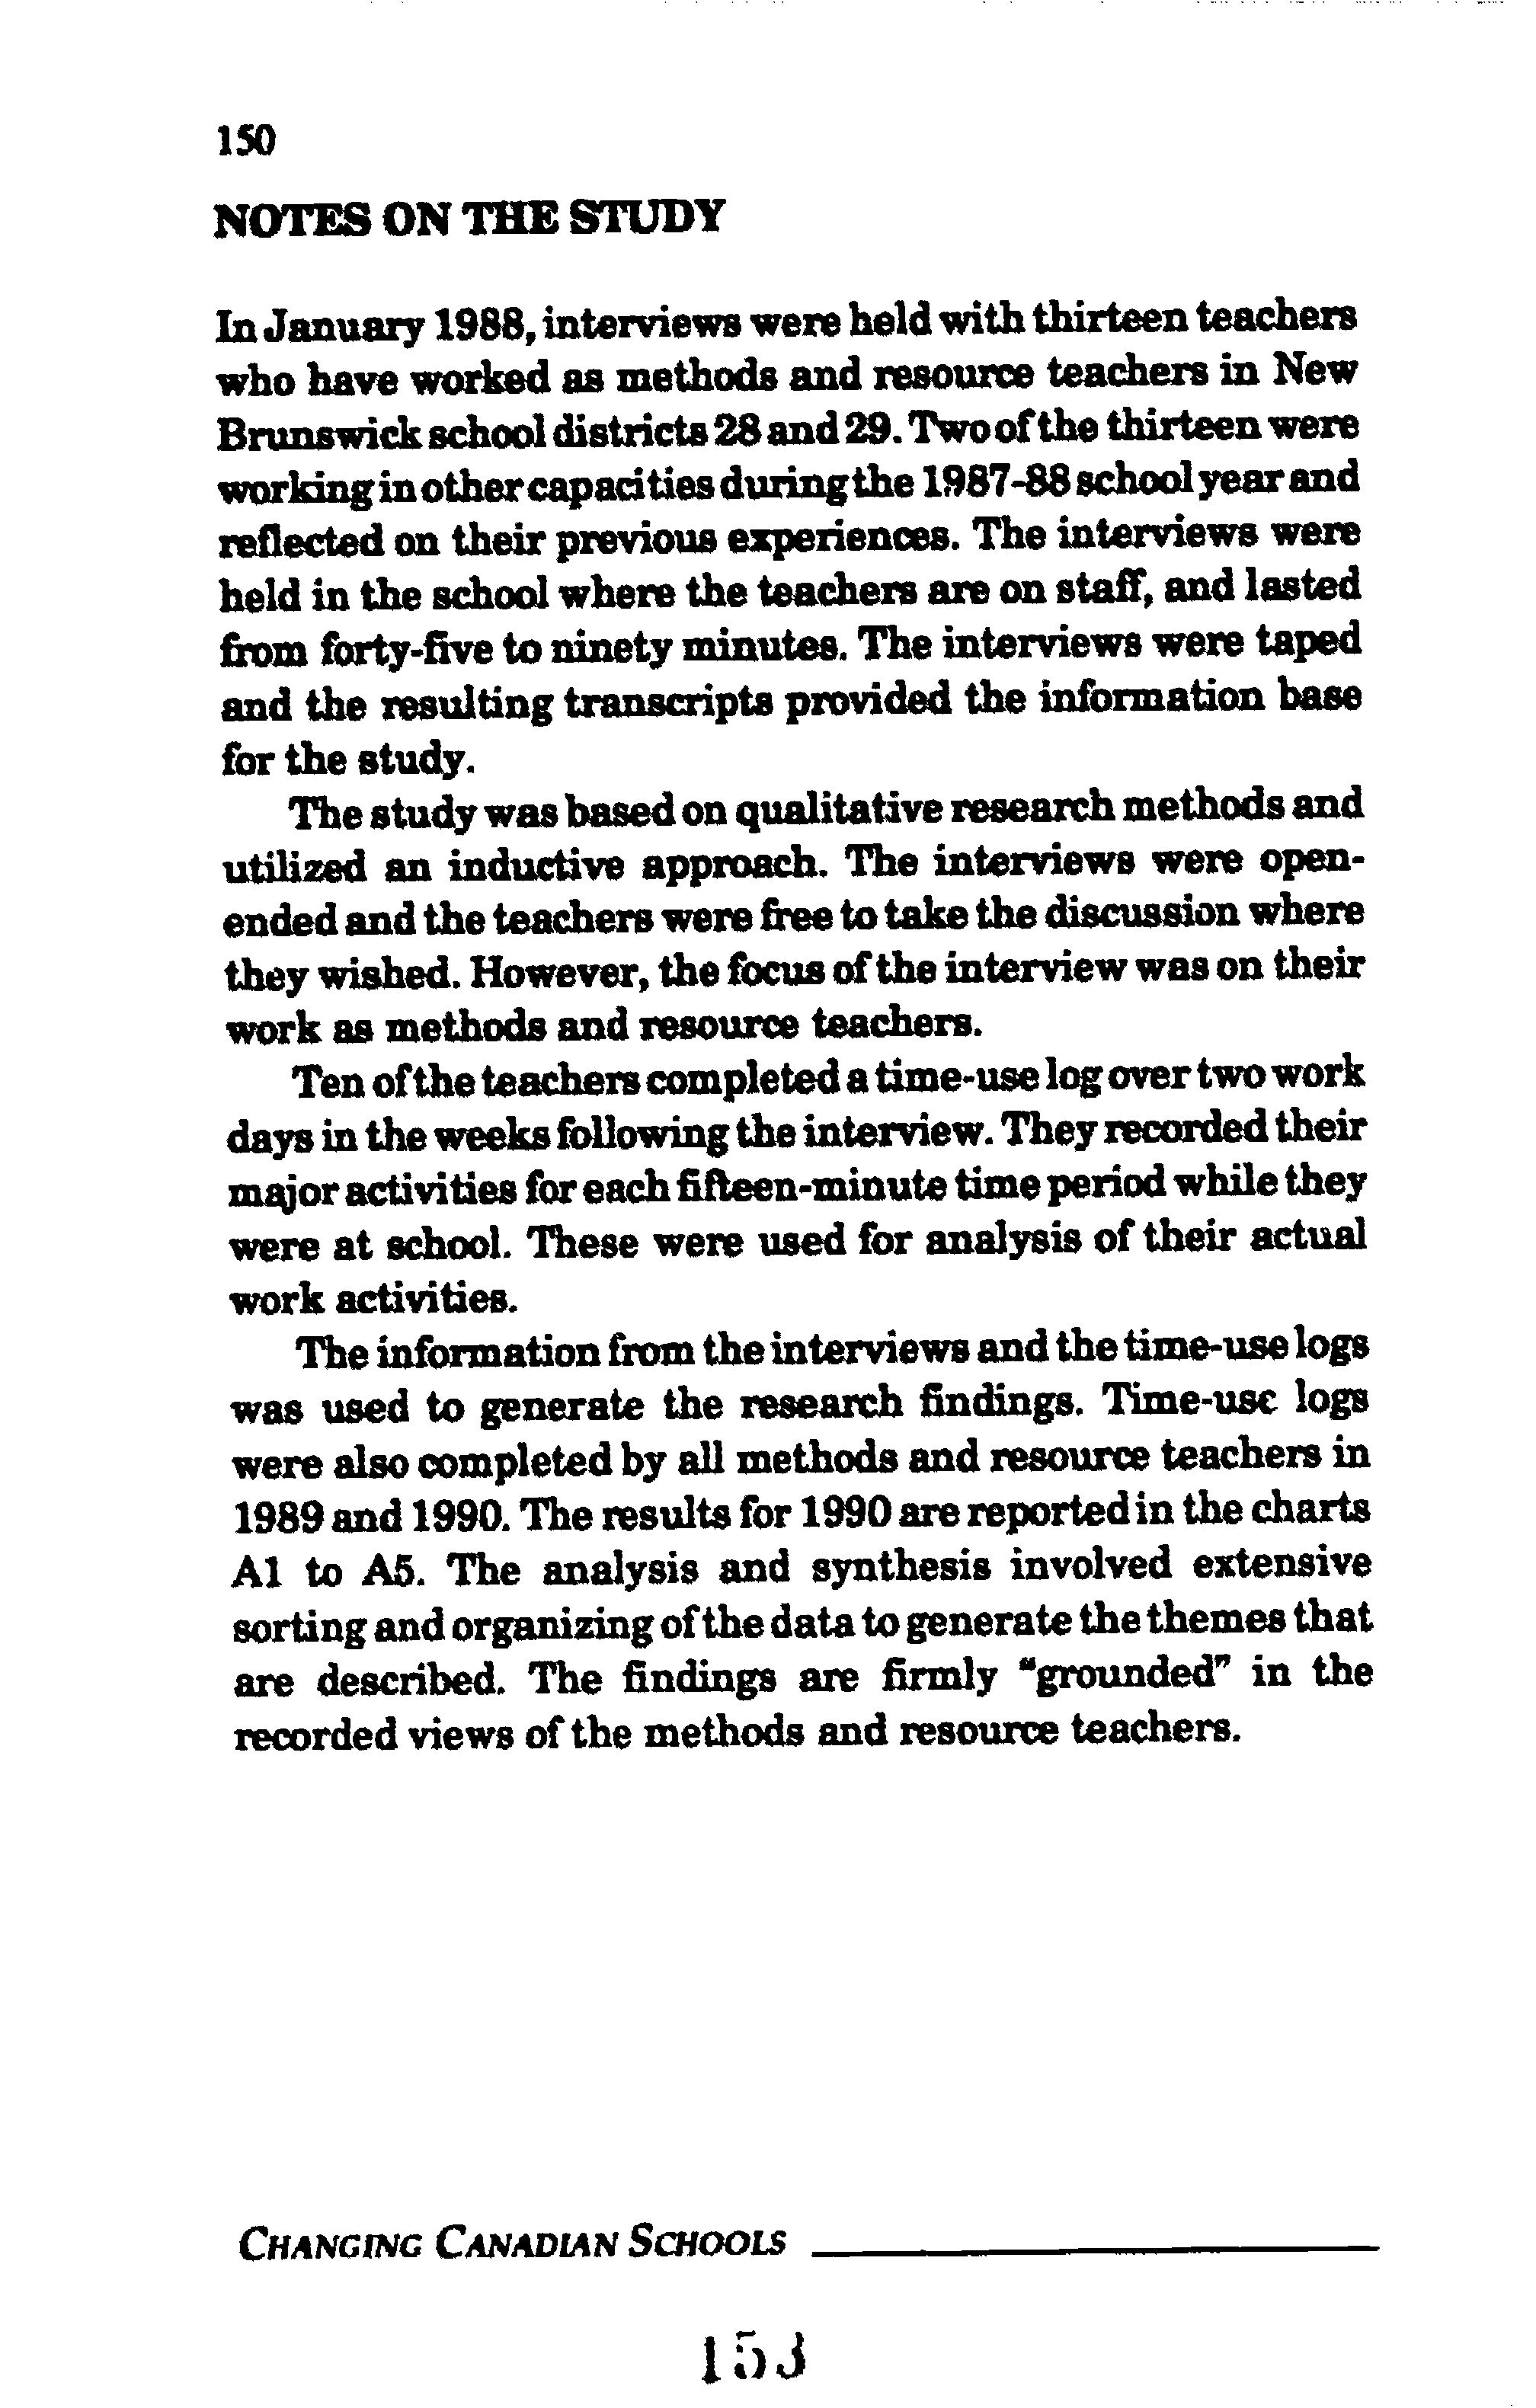 150
NOTES ON THE STUDY
In January 1988, interviews were held with thirteen teachers
who have worked as methods and resource teachers in New
Brunswick school districts 28 and 29. Two of the thirteen were
working in other capacities during the 1987-88 school year and
reflected on their previous experiences. The interviews were
held in the school where the teachers are on staff, and lasted
from forty-five to ninety minutes. The interviews were taped
and the resulting transcripts provided the information base
for the study.
The study was based on qualitative research methods and
utilized an inductive approach. The interviews were open-
ended and the teachers were free to take the discussion where
they wished. However, the focus of the interview was on their
work as methods and resource teachers.
Ten of the teachers completed a time-use log over two work
days in the weeks following the interview. They recorded their
major activities for each fifteen-minute time period while they
were at school. These were used for analysis of their actual
work activities.
The information from the interviews and the time-use logs
was used to generate the research findings. Time-use logs
were also completed by all methods and resource teachers in
1989 and 1990. The results for 1990 are reported in the charts
A1 to A5. The analysis and synthesis involved extensive
sorting and organizing of the data to generate the themes that
are described. The findings are firmly "grounded" in the
recorded views of the methods and resource teachers.
CHANGING CANADIAN SCHOOLS
153